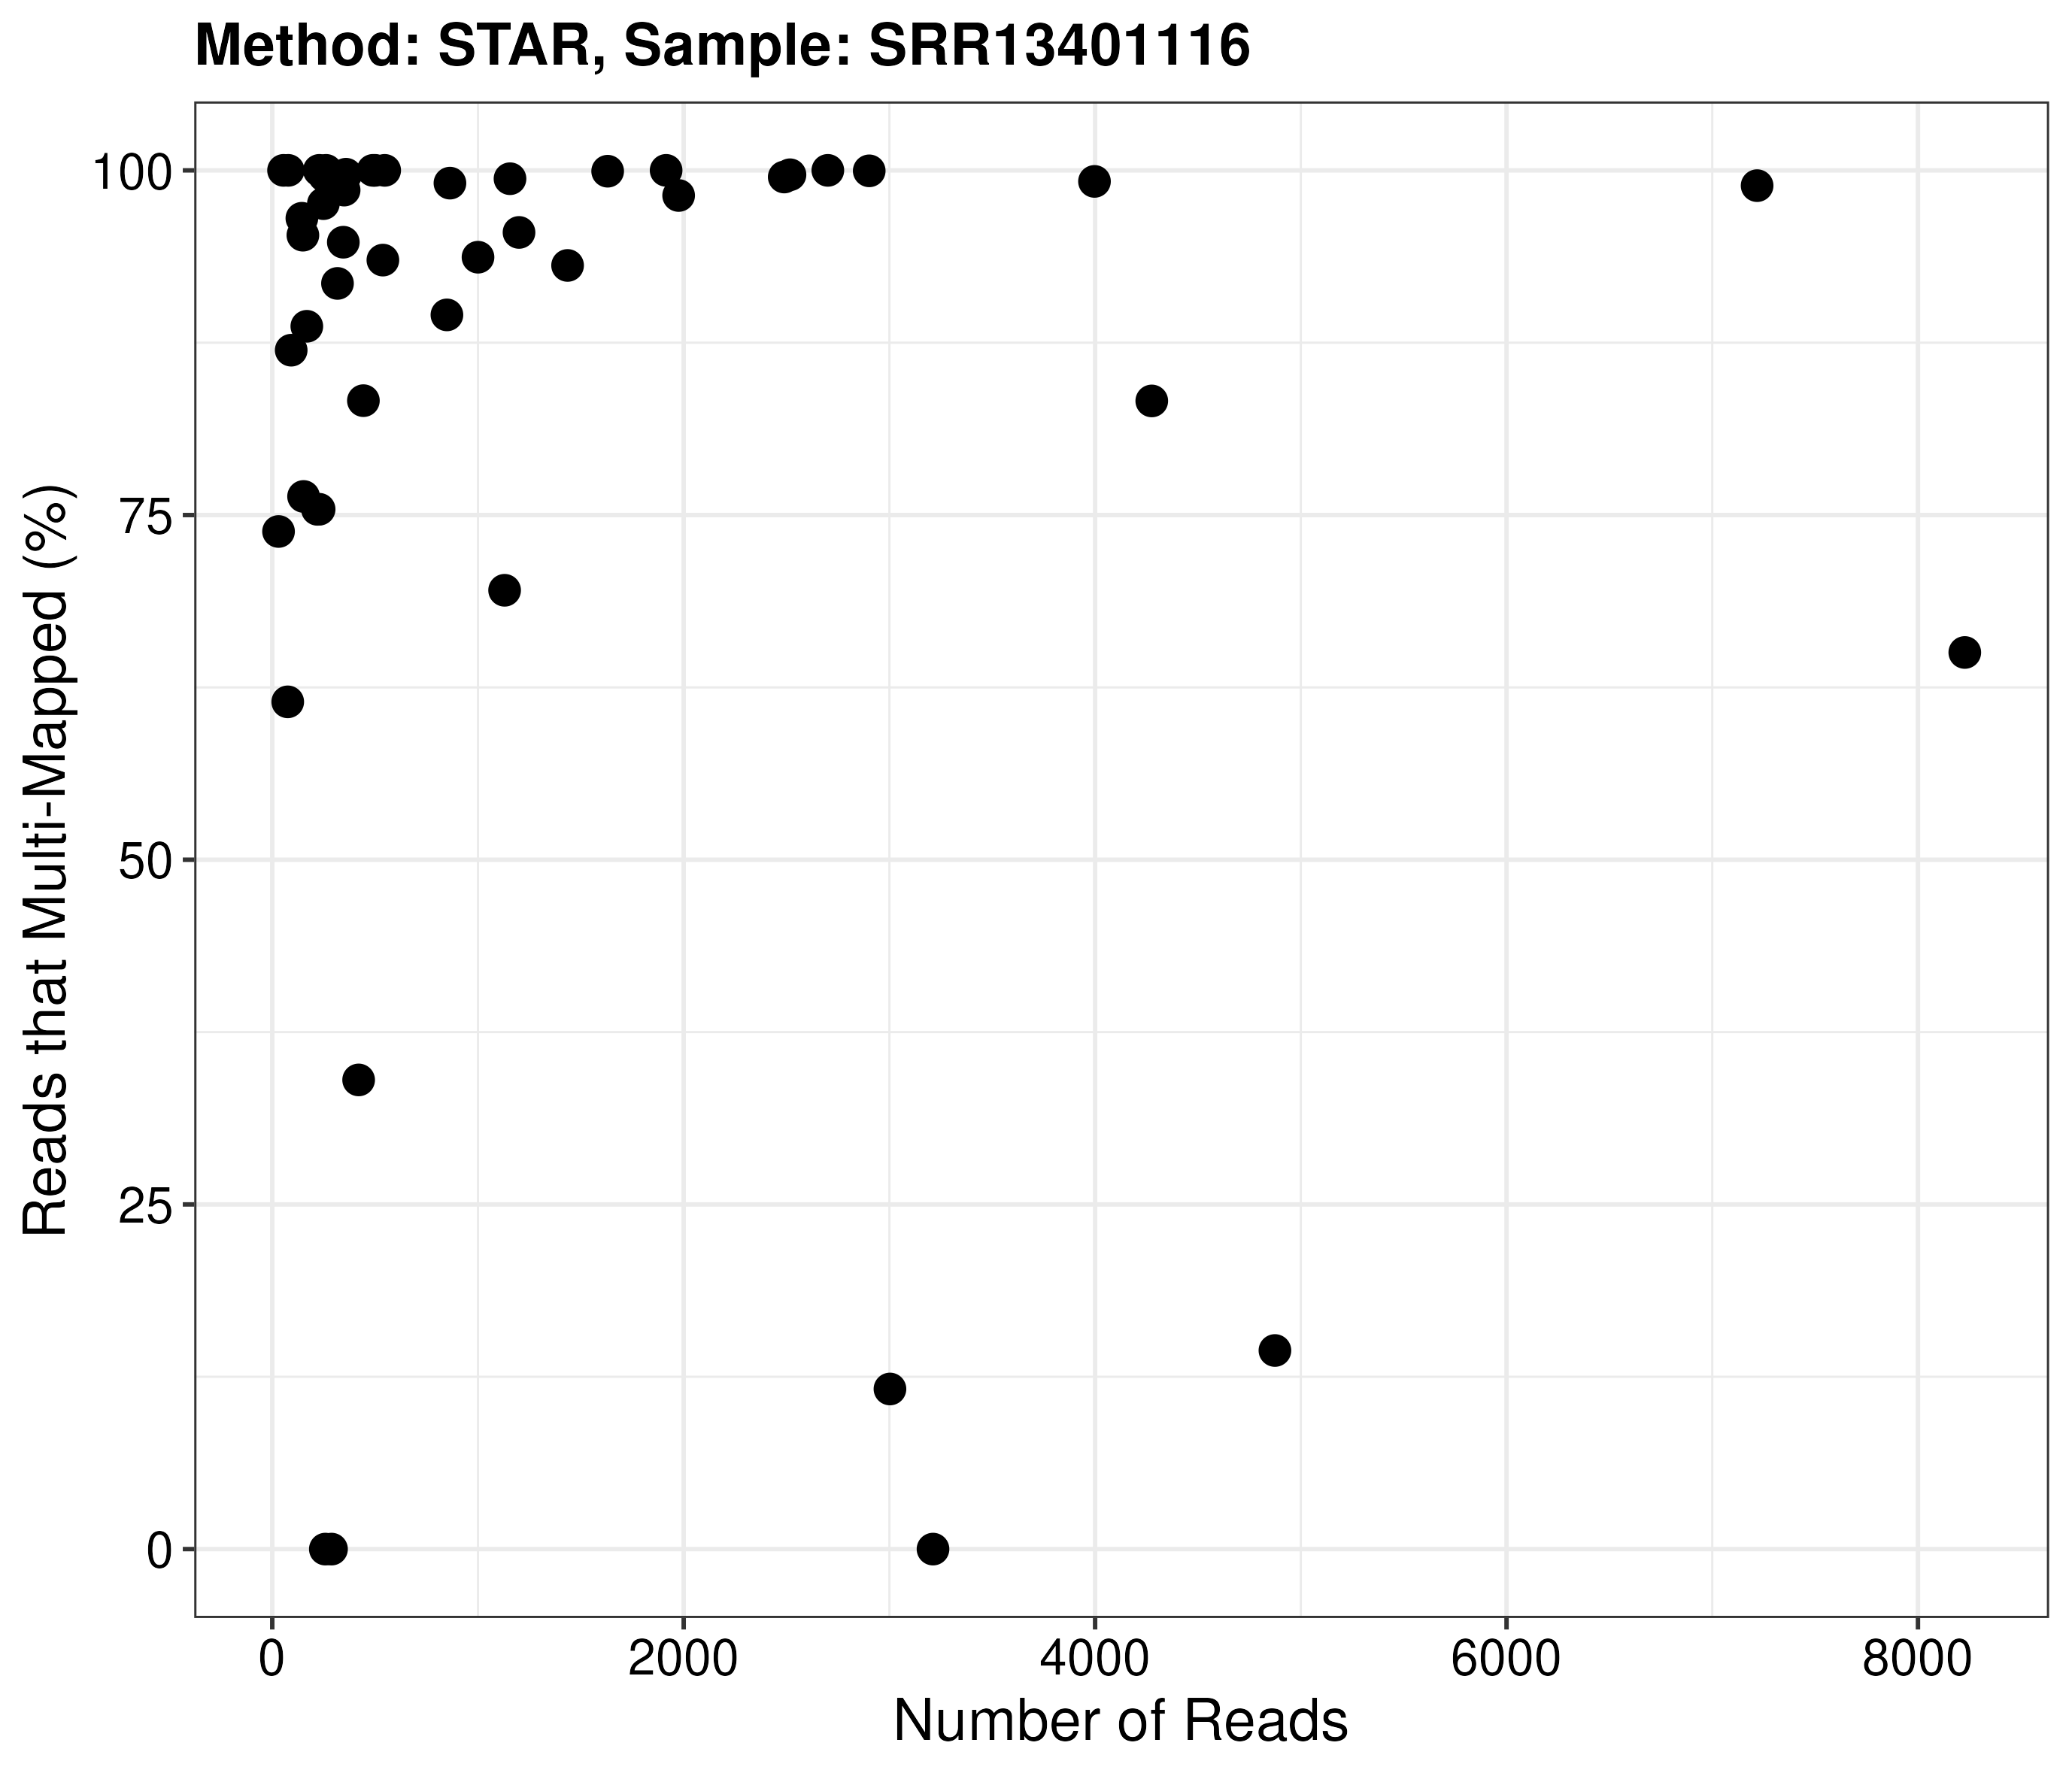 Method: STAR, Sample: SRR13401116
Reads that Multi-Mapped (%)
100
75
50
25
0
0 2000 4000 6000 8000
Number of Reads